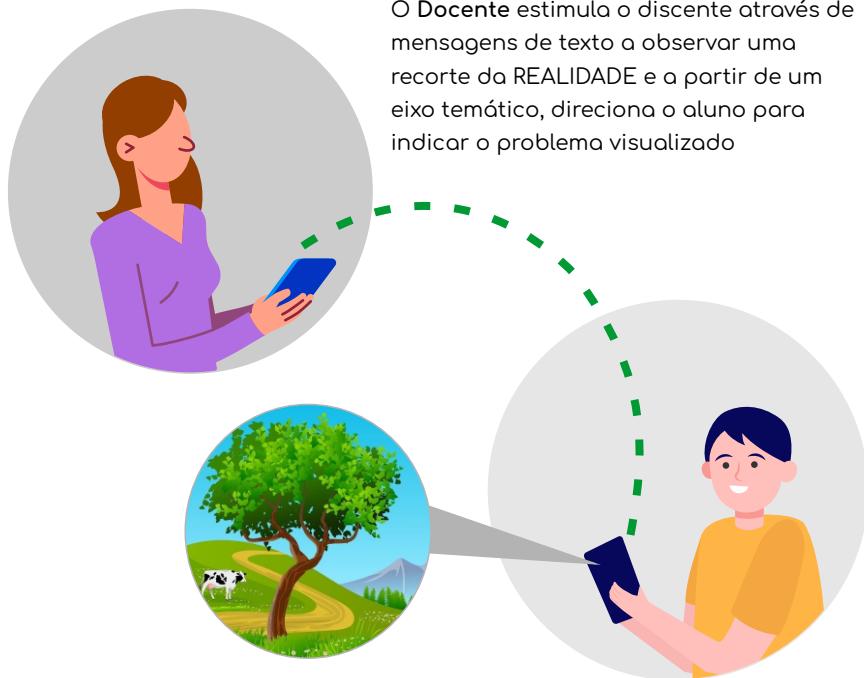 O Docente estimula o discente através de
mensagens de texto a observar uma
recorte da REALIDADE e a partir de um
eixo temático, direciona o aluno para
indicar o problema visualizado